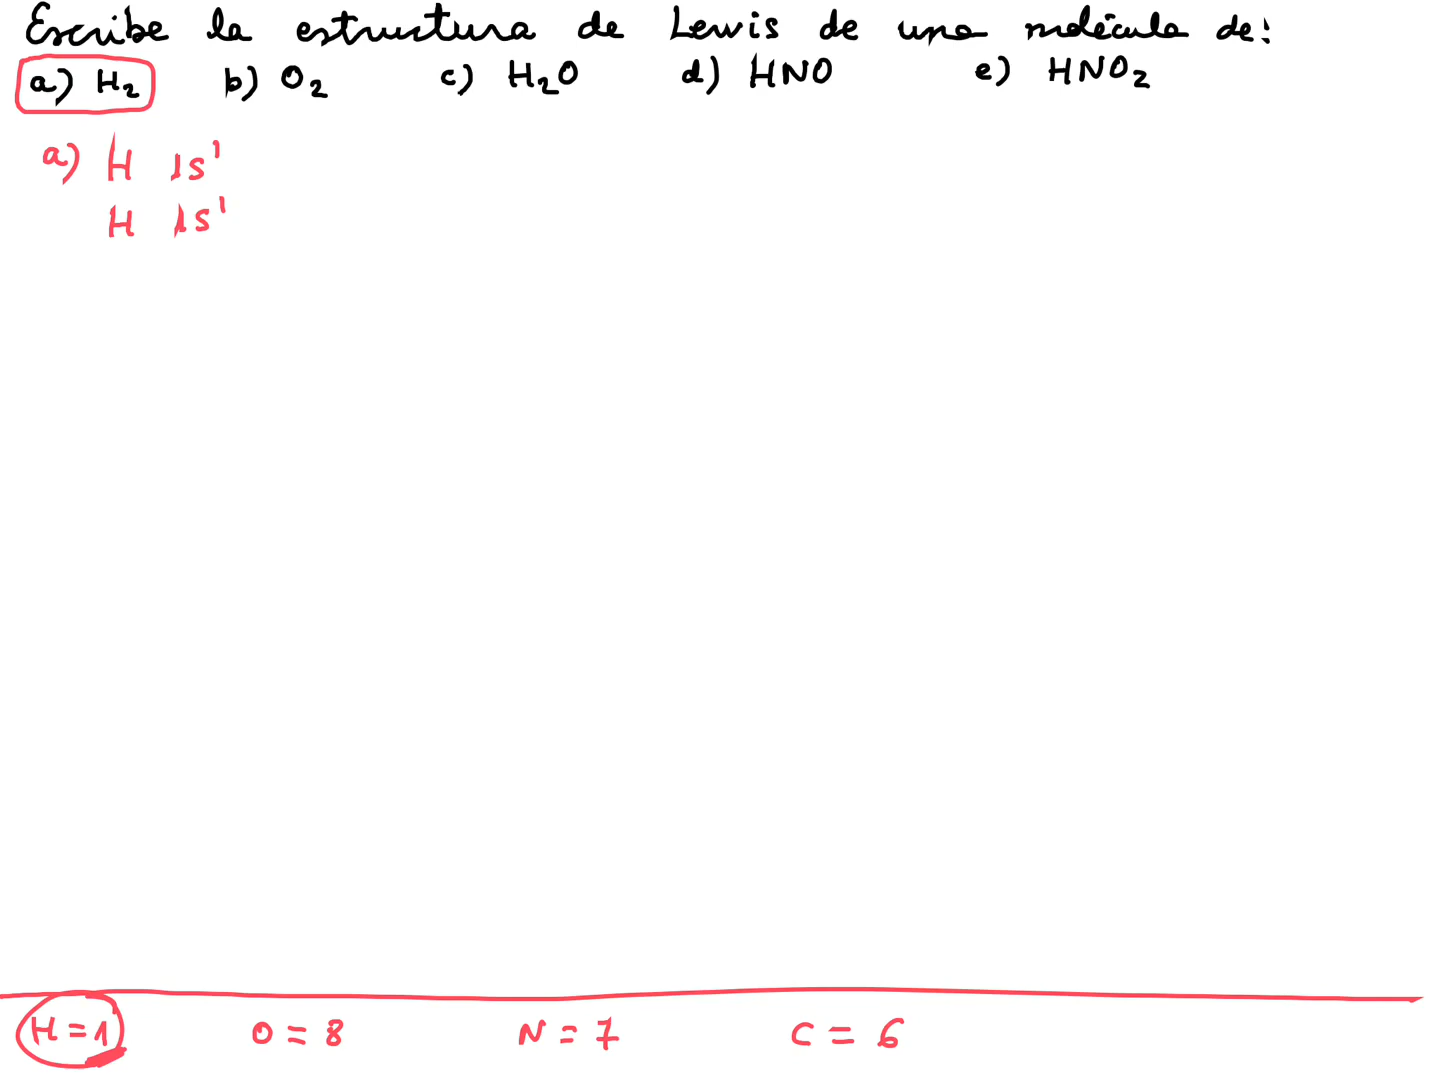 Escribe la estructura de Lewis de una molécula de:
a) H₂ b) O₂ c) H₂O d) HNO e) HNO₂
a) H 1s¹
H 1s¹
H=1 O=8 N=7 C=6